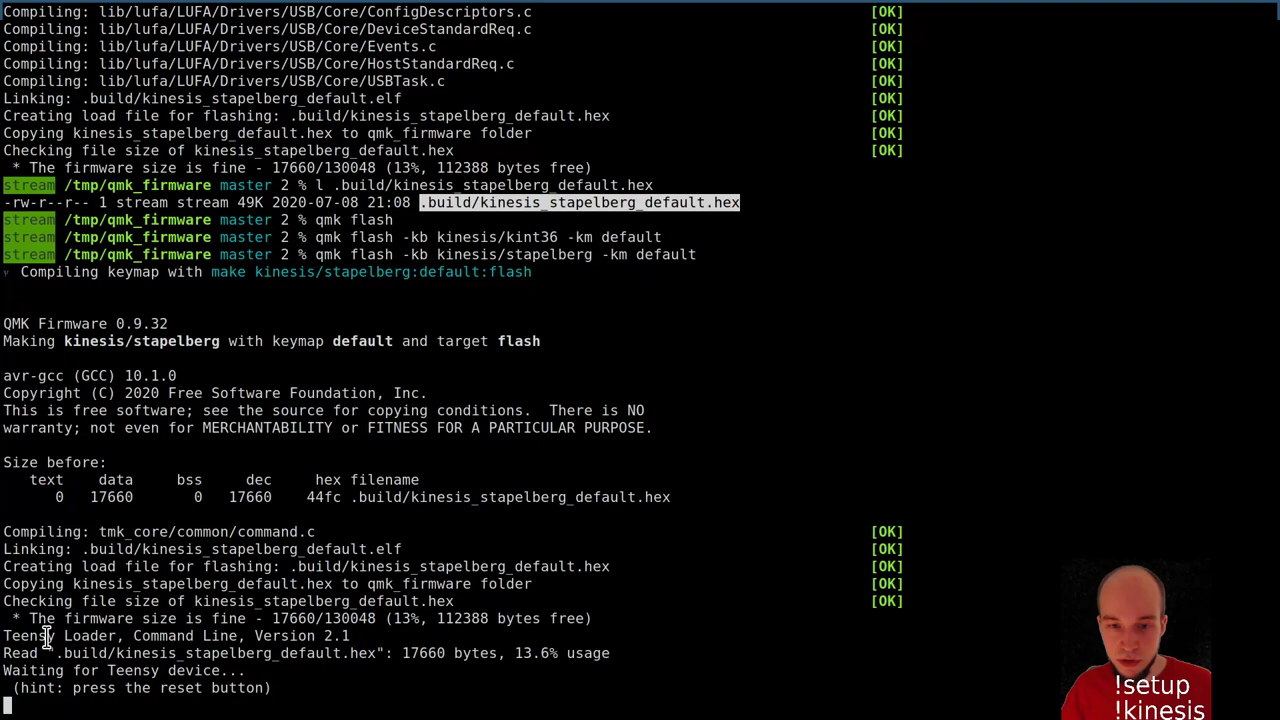 Compiling: lib/lufa/LUFA/Drivers/USB/Core/ConfigDescriptors.c [OK]
Compiling: lib/lufa/LUFA/Drivers/USB/Core/DeviceStandardReq.c [OK]
Compiling: lib/lufa/LUFA/Drivers/USB/Core/Events.c [OK]
Compiling: lib/lufa/LUFA/Drivers/USB/Core/HostStandardReq.c [OK]
Compiling: lib/lufa/LUFA/Drivers/USB/Core/USBTask.c [OK]
Linking: .build/kinesis_stapelberg_default.elf [OK]
Creating load file for flashing: .build/kinesis_stapelberg_default.hex [OK]
Copying kinesis_stapelberg_default.hex to qmk_firmware folder [OK]
Checking file size of kinesis_stapelberg_default.hex [OK]
* The firmware size is fine - 17660/130048 (13%, 112388 bytes free)
stream /tmp/qmk_firmware master 2 % l .build/kinesis_stapelberg_default.hex
-rw-r--r-- 1 stream stream 49K 2020-07-08 21:08 .build/kinesis_stapelberg_default.hex
stream /tmp/qmk_firmware master 2 % qmk flash
stream /tmp/qmk_firmware master 2 % qmk flash -kb kinesis/kint36 -km default
stream /tmp/qmk_firmware master 2 % qmk flash -kb kinesis/stapelberg -km default
Compiling keymap with make kinesis/stapelberg:default:flash
QMK Firmware 0.9.32
Making kinesis/stapelberg with keymap default and target flash
avr-gcc (GCC) 10.1.0
Copyright (C) 2020 Free Software Foundation, Inc.
This is free software; see the source for copying conditions.  There is NO
warranty; not even for MERCHANTABILITY or FITNESS FOR A PARTICULAR PURPOSE.
Size before:
text data bss dec hex filename
0 17660 0 17660 44fc .build/kinesis_stapelberg_default.hex
Compiling: tmk_core/common/command.c [OK]
Linking: .build/kinesis_stapelberg_default.elf [OK]
Creating load file for flashing: .build/kinesis_stapelberg_default.hex [OK]
Copying kinesis_stapelberg_default.hex to qmk_firmware folder [OK]
Checking file size of kinesis_stapelberg_default.hex [OK]
* The firmware size is fine - 17660/130048 (13%, 112388 bytes free)
Teensy Loader, Command Line, Version 2.1
Read ".build/kinesis_stapelberg_default.hex": 17660 bytes, 13.6% usage
Waiting for Teensy device...
(hint: press the reset button)
!setup
!kinesis